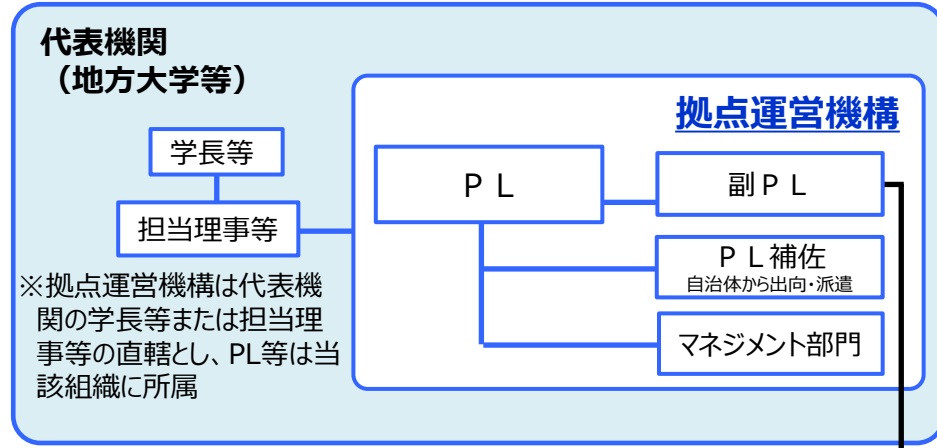 代表機関
（地方大学等）
拠点運営機構
学長等
担当理事等
ＰＬ
副ＰＬ
ＰＬ補佐
自治体から出向・派遣
マネジメント部門
※拠点運営機構は代表機
関の学長等または担当理
事等の直轄とし、PL等は当
該組織に所属